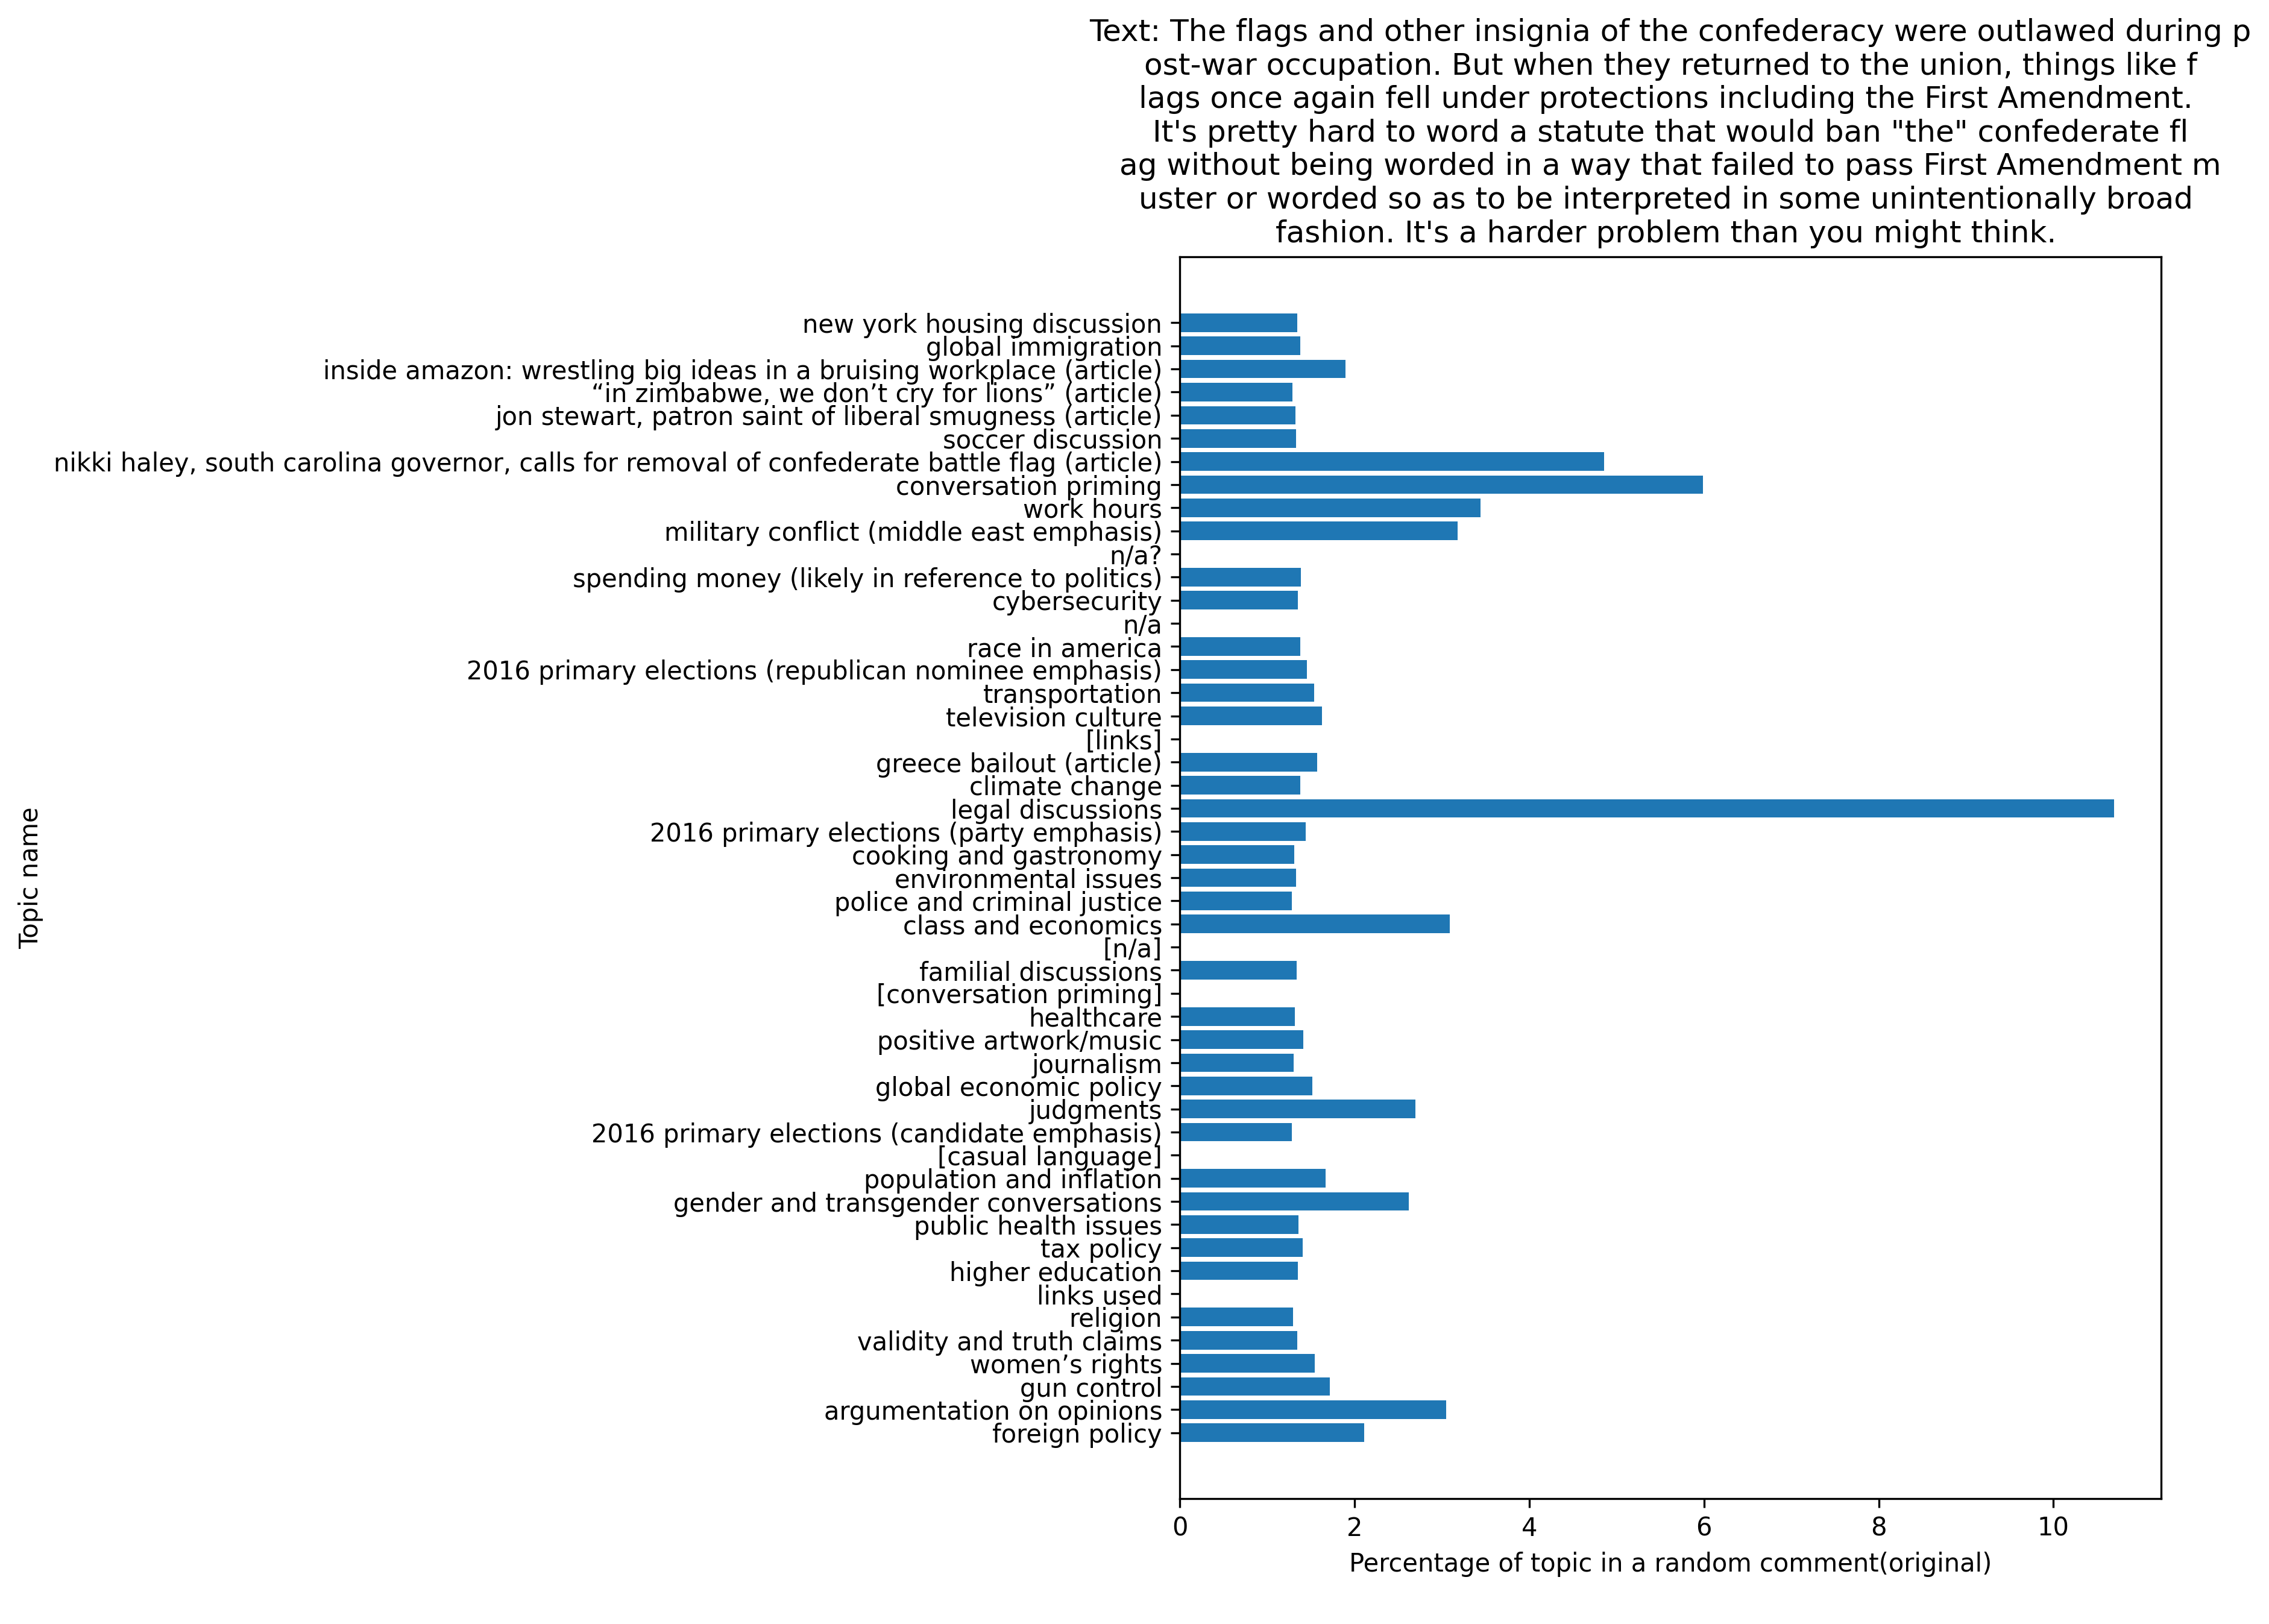 Text: The flags and other insignia of the confederacy were outlawed during p
ost-war occupation. But when they returned to the union, things like f
lags once again fell under protections including the First Amendment.
It's pretty hard to word a statute that would ban "the" confederate fl
ag without being worded in a way that failed to pass First Amendment m
uster or worded so as to be interpreted in some unintentionally broad
fashion. It's a harder problem than you might think.
new york housing discussion
global immigration
inside amazon: wrestling big ideas in a bruising workplace (article)
“in zimbabwe, we don’t cry for lions” (article)
jon stewart, patron saint of liberal smugness (article)
soccer discussion
nikki haley, south carolina governor, calls for removal of confederate battle flag (article)
conversation priming
work hours
military conflict (middle east emphasis)
n/a?
spending money (likely in reference to politics)
cybersecurity
n/a
race in america
2016 primary elections (republican nominee emphasis)
transportation
television culture
[links]
greece bailout (article)
climate change
legal discussions
2016 primary elections (party emphasis)
cooking and gastronomy
environmental issues
police and criminal justice
class and economics
[n/a]
familial discussions
[conversation priming]
healthcare
positive artwork/music
journalism
global economic policy
judgments
2016 primary elections (candidate emphasis)
[casual language]
population and inflation
gender and transgender conversations
public health issues
tax policy
higher education
links used
religion
validity and truth claims
women’s rights
gun control
argumentation on opinions
foreign policy
Topic name
0 2 4 6 8 10
Percentage of topic in a random comment(original)